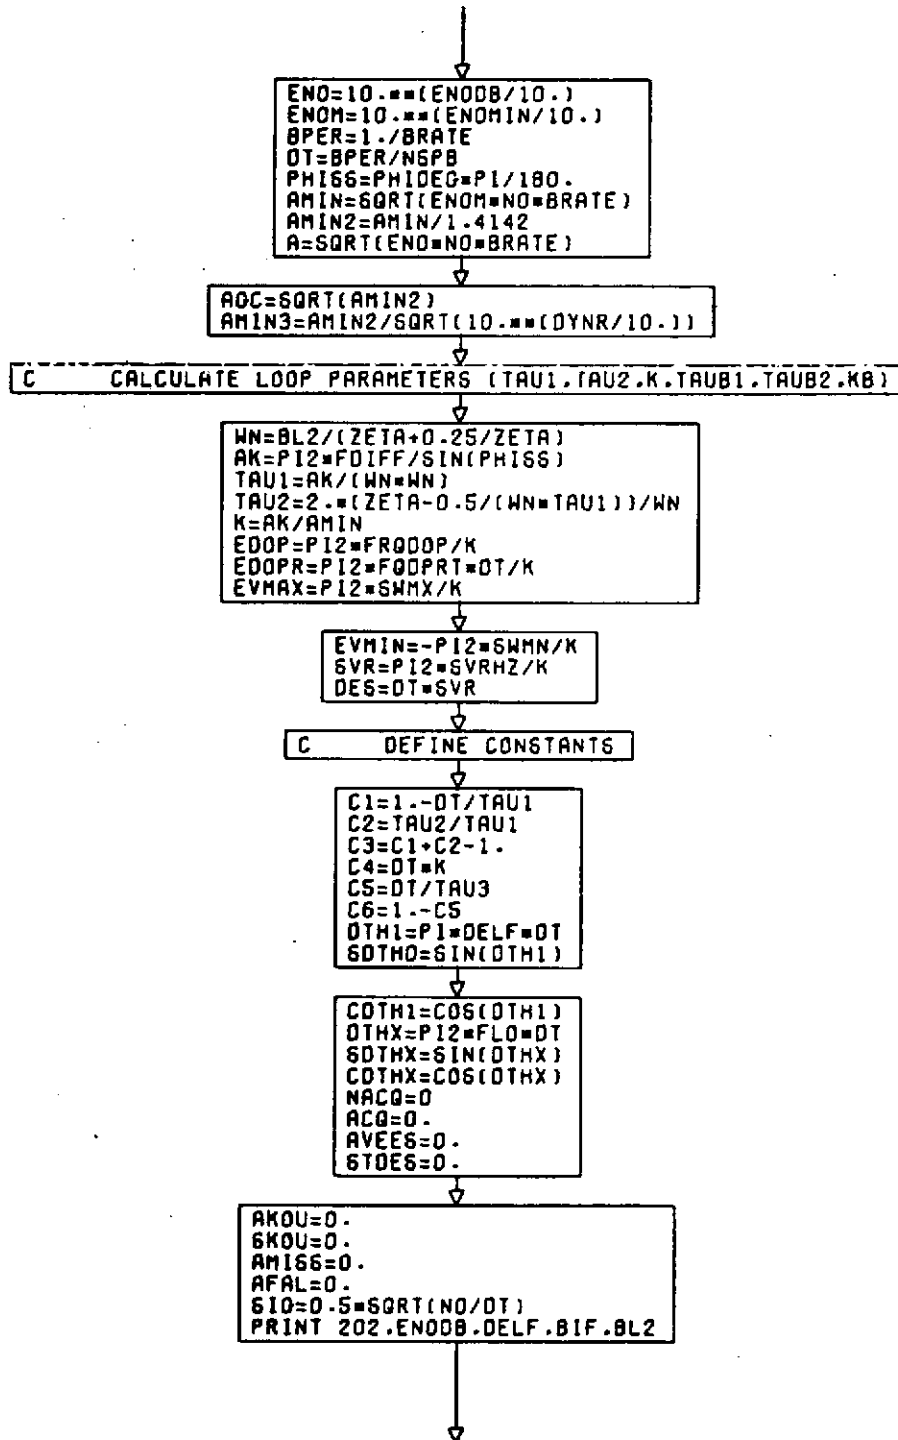 ENO=10.**(ENODB/10.)
ENOM=10.**(ENOMIN/10.)
BPER=1./BRATE
DT=BPER/NSPB
PHISS=PHIDEG*PI/180.
AMIN=SQRT(ENOM*NO*BRATE)
AMIN2=AMIN/1.4142
A=SQRT(ENO*NO*BRATE)
AGC=SQRT(AMIN2)
AMIN3=AMIN2/SQRT(10.**(DYNR/10.))
C CALCULATE LOOP PARAMETERS (TAU1.TAU2.K.TAUB1.TAUB2.KB)
WN=BL2/(ZETA+0.25/ZETA)
AK=PI2*FDIFF/SIN(PHISS)
TAU1=AK/(WN*WN)
TAU2=2.*(ZETA-0.5/(WN*TAU1))/WN
K=AK/AMIN
EDOP=PI2*FRQDOP/K
EDOPR=PI2*FQDPRT*DT/K
EVMAX=PI2*SWMX/K
EVMIN=-PI2*SWMN/K
SVR=PI2*SVRHZ/K
DES=DT*SVR
C DEFINE CONSTANTS
C1=1.-DT/TAU1
C2=TAU2/TAU1
C3=C1+C2-1.
C4=DT*K
C5=DT/TAU3
C6=1.-C5
DTH1=PI*DELF*DT
SDTHO=SIN(DTH1)
CDTH1=COS(DTH1)
DTHX=PI2*FLO*DT
SDTHX=SIN(DTHX)
CDTHX=COS(DTHX)
NACQ=0
ACQ=0.
AVEES=0.
STDES=0.
AKOU=0.
SKOU=0.
AMISS=0.
AFAL=0.
SIG=0.5*SQRT(NO/DT)
PRINT 202.ENODB.DELF.BIF.BL2